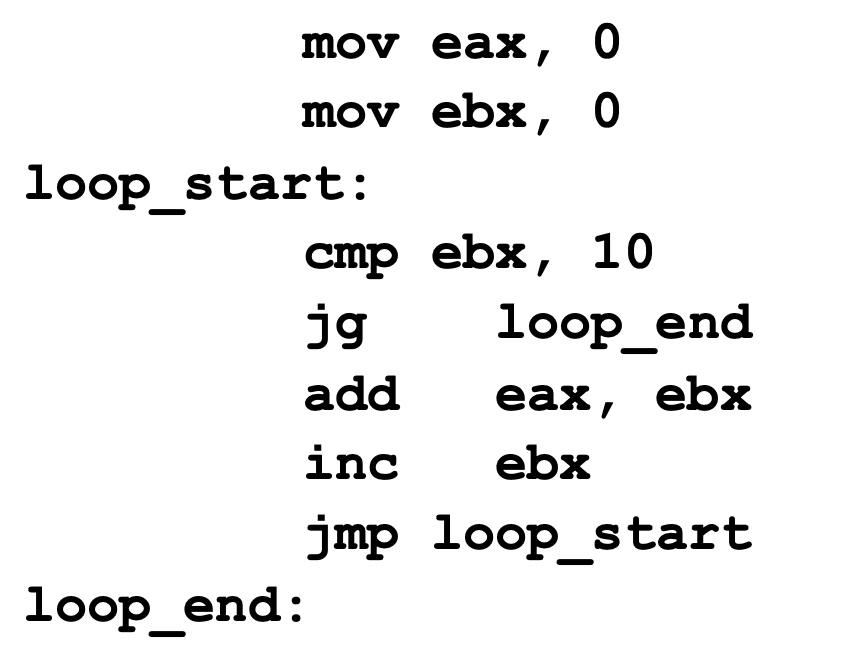 mov eax, 0
mov ebx, 0
loop_start:
cmp ebx, 10
jg loop_end
add eax, ebx
inc ebx
jmp loop_start
loop_end: